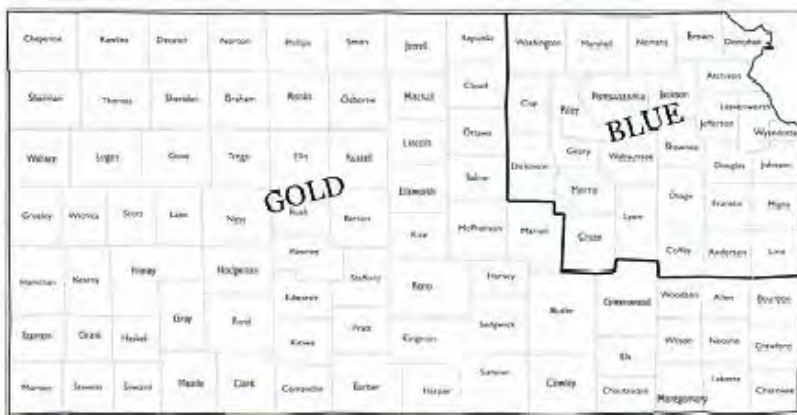 Cheyenne Rawlins Decatur Norton Phillips Smith Jewell Republic Washington Marshall Nemaha Brown Doniphan
Atchison
Sherman Thomas Sheridan Graham Rooks Osborne Mitchell Cloud Clay Riley Pottawatomie Jackson Leavenworth
Jefferson Wyandotte
BLUE
Wallace Logan Gove Trego Ellis Russell Lincoln Ottawa Dickinson Geary Wabaunsee Shawnee Douglas Johnson
GOLD
Saline Morris Osage Franklin Miami
Greeley Wichita Scott Lane Ness Rush Barton Ellsworth Rice McPherson Marion Chase Lyon Coffey Anderson Linn
Hamilton Kearny Finney Hodgeman Pawnee Stafford Reno Harvey
Edwards Butler Greenwood Woodson Allen Bourbon
Stanton Grant Haskell Gray Ford Kiowa Pratt Kingman Sedgwick Elk Wilson Neosho Crawford
Morton Stevens Seward Meade Clark Comanche Barber Harper Sumner Cowley Chautauqua Montgomery Labette Cherokee